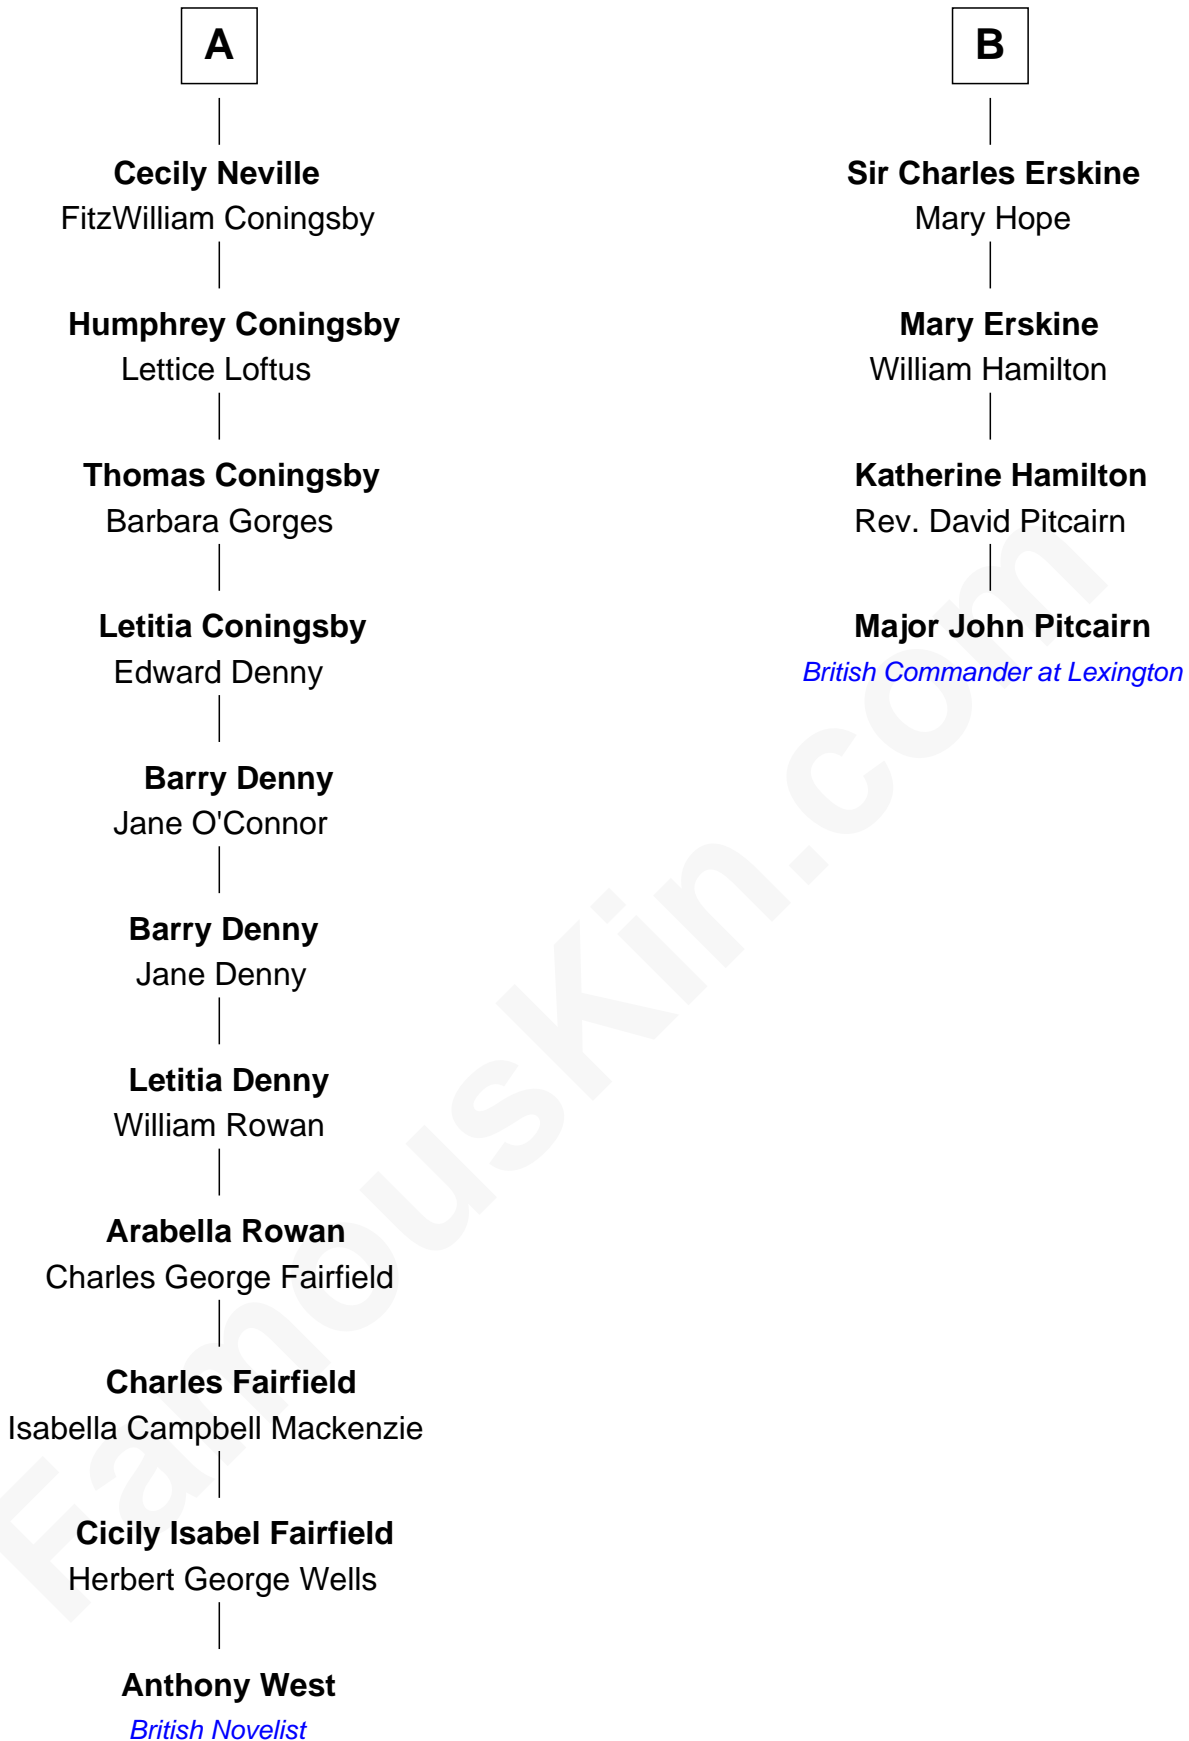 A
Cecily Neville
FitzWilliam Coningsby
Humphrey Coningsby
Lettice Loftus
Thomas Coningsby
Barbara Gorges
Letitia Coningsby
Edward Denny
Barry Denny
Jane O'Connor
Barry Denny
Jane Denny
Letitia Denny
William Rowan
Arabella Rowan
Charles George Fairfield
Charles Fairfield
Isabella Campbell Mackenzie
Cicily Isabel Fairfield
Herbert George Wells
Anthony West
British Novelist
B
Sir Charles Erskine
Mary Hope
Mary Erskine
William Hamilton
Katherine Hamilton
Rev. David Pitcairn
Major John Pitcairn
British Commander at Lexington
FamousKin.com